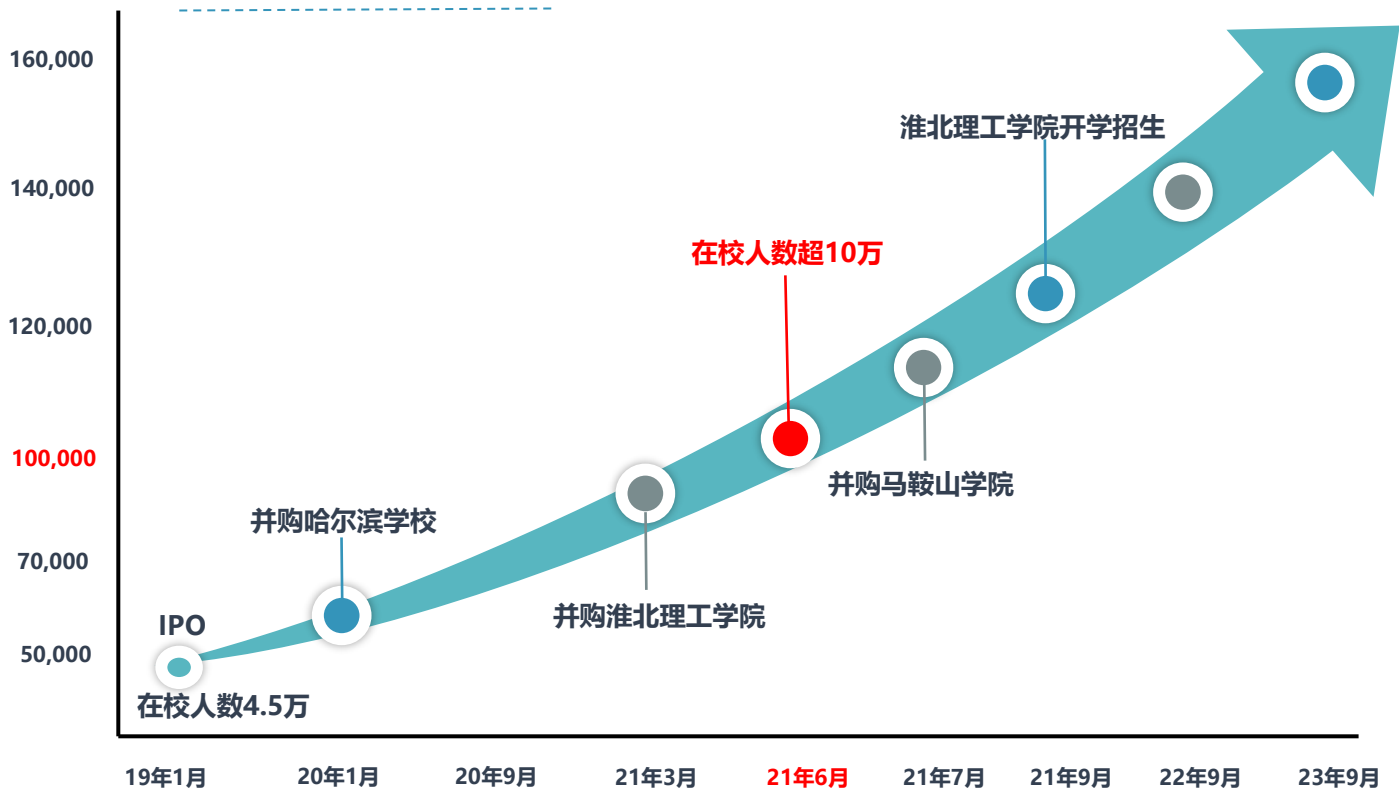 160,000
140,000
120,000
100,000
70,000
50,000
淮北理工学院开学招生
在校人数超10万
并购马鞍山学院
并购哈尔滨学校
并购淮北理工学院
IPO
在校人数4.5万
19年1月
20年1月
20年9月
21年3月
21年6月
21年7月
21年9月
22年9月
23年9月